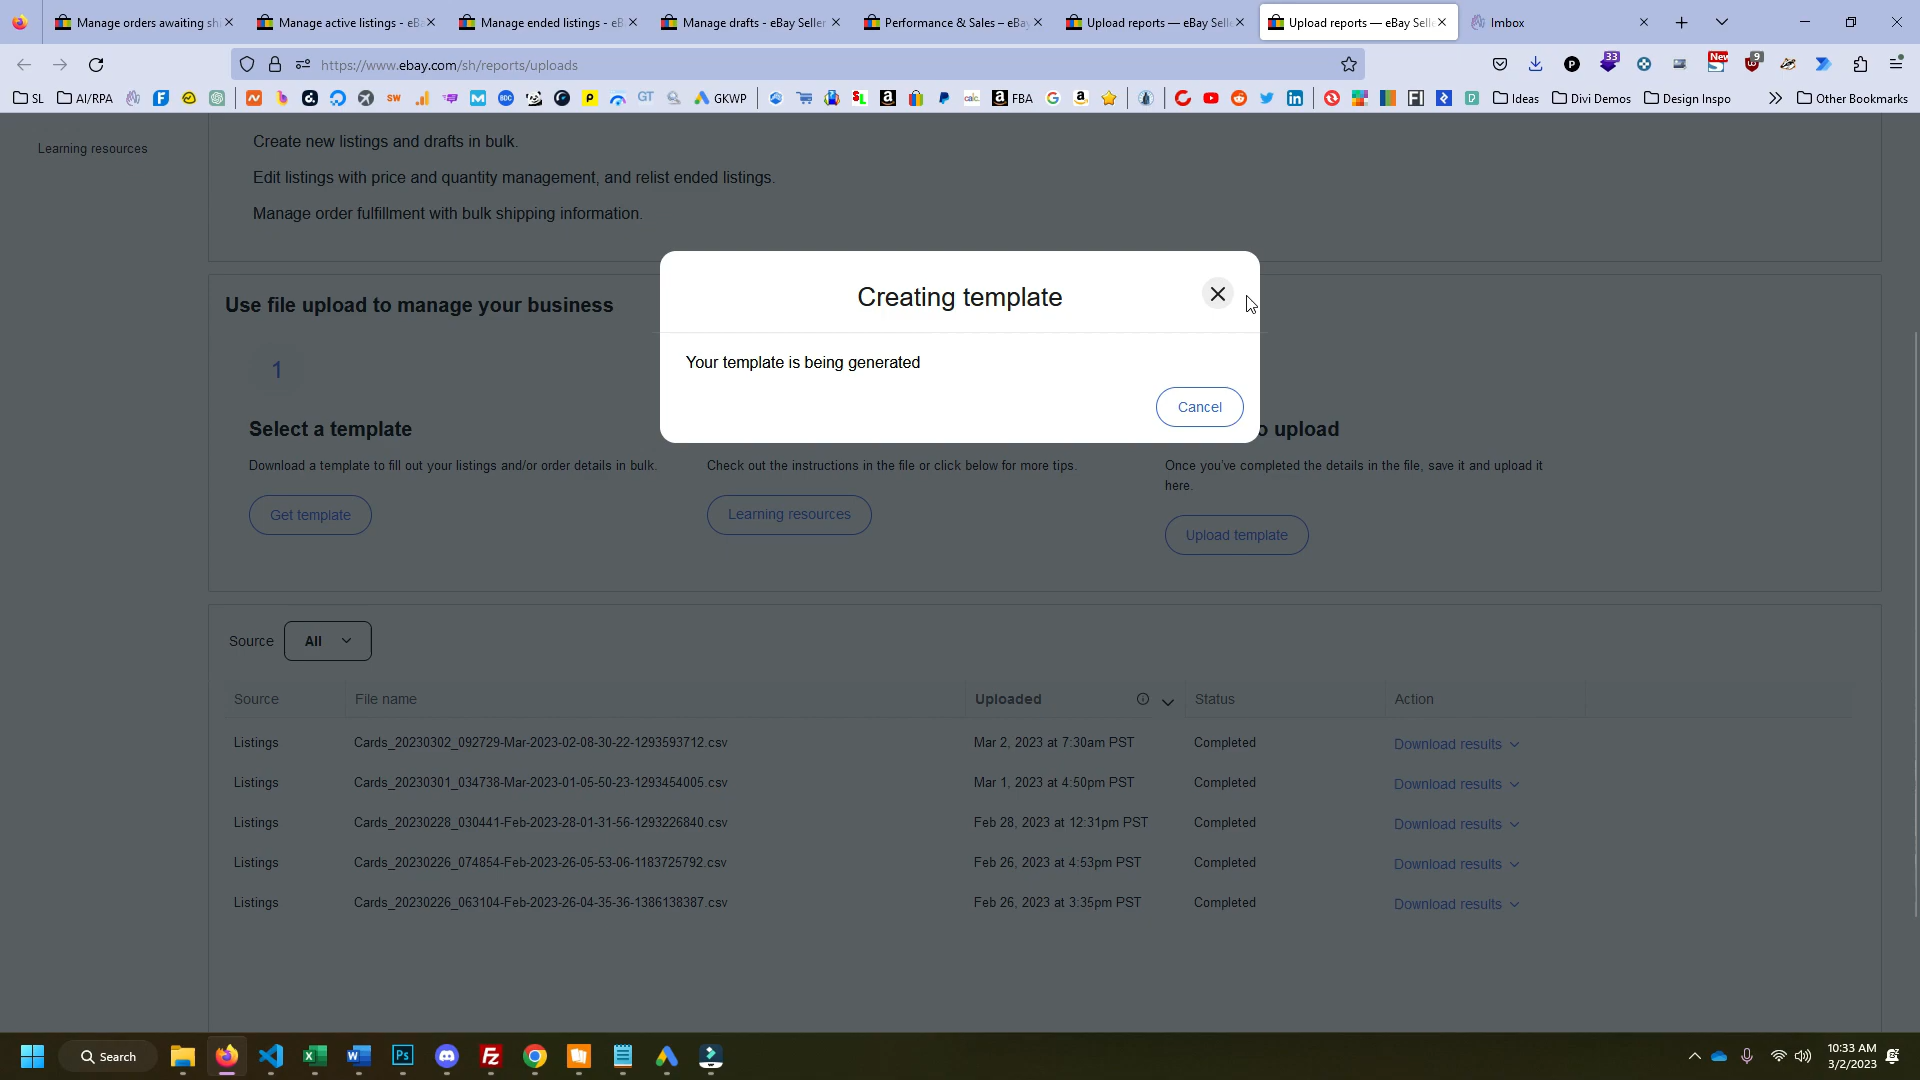 Manage orders awaiting sh
Manage active listings - eBa
Manage ended listings - eB
Manage drafts - eBay Seller
Performance & Sales – eBay
Upload reports — eBay Selle
Upload reports — eBay Selle
Imbox
https://www.ebay.com/sh/reports/uploads
33
New
9
SL
AI/RPA
GKWP
FBA
Ideas
Divi Demos
Design Inspo
Other Bookmarks
Learning resources
Create new listings and drafts in bulk.
Edit listings with price and quantity management, and relist ended listings.
Manage order fulfillment with bulk shipping information.
Creating template
Your template is being generated
Cancel
Use file upload to manage your business
1
Select a template
Download a template to fill out your listings and/or order details in bulk.
Get template
Check out the instructions in the file or click below for more tips.
Learning resources
o upload
Once you've completed the details in the file, save it and upload it
here.
Upload template
Source All
Source File name Uploaded Status Action
Listings Cards_20230302_092729-Mar-2023-02-08-30-22-1293593712.csv Mar 2, 2023 at 7:30am PST Completed Download results
Listings Cards_20230301_034738-Mar-2023-01-05-50-23-1293454005.csv Mar 1, 2023 at 4:50pm PST Completed Download results
Listings Cards_20230228_030441-Feb-2023-28-01-31-56-1293226840.csv Feb 28, 2023 at 12:31pm PST Completed Download results
Listings Cards_20230226_074854-Feb-2023-26-05-53-06-1183725792.csv Feb 26, 2023 at 4:53pm PST Completed Download results
Listings Cards_20230226_063104-Feb-2023-26-04-35-36-1386138387.csv Feb 26, 2023 at 3:35pm PST Completed Download results
Search
10:33 AM
3/2/2023